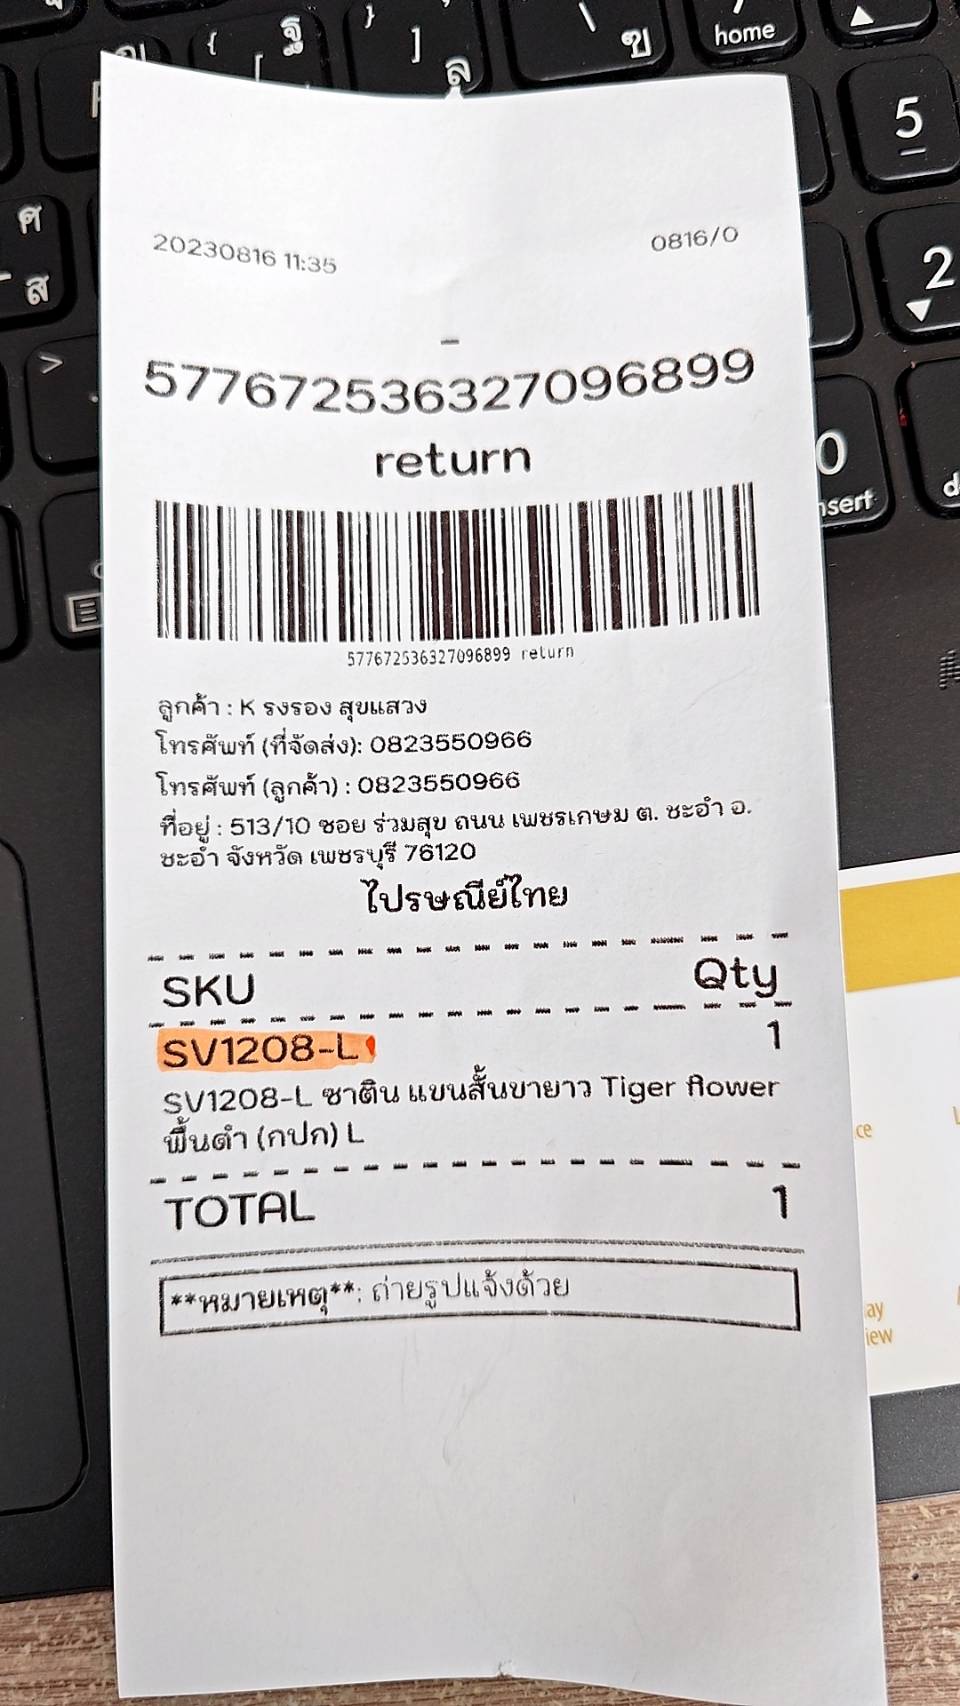 20230816 11:35
0816/0
-
577672536327096899
return
577672536327096899 return
ลูกค้า : K รงรอง สุขแสวง
โทรศัพท์ (ที่จัดส่ง): 0823550966
โทรศัพท์ (ลูกค้า) : 0823550966
ที่อยู่ : 513/10 ซอย ร่วมสุข ถนน เพชรเกษม ต. ชะอำ อ.
ชะอำ จังหวัด เพชรบุรี 76120
ไปรษณีย์ไทย
SKU Qty
SV1208-L 1
SV1208-L ซาติน แขนสั้นขายาว Tiger flower
พื้นดำ (กปก) L
TOTAL 1
**หมายเหตุ**: ถ่ายรูปแจ้งด้วย
home
5
2
0
insert
{
[
ฐ
}
]
ล
\
ฃ
ศ
ส
>
ce
ay
iew